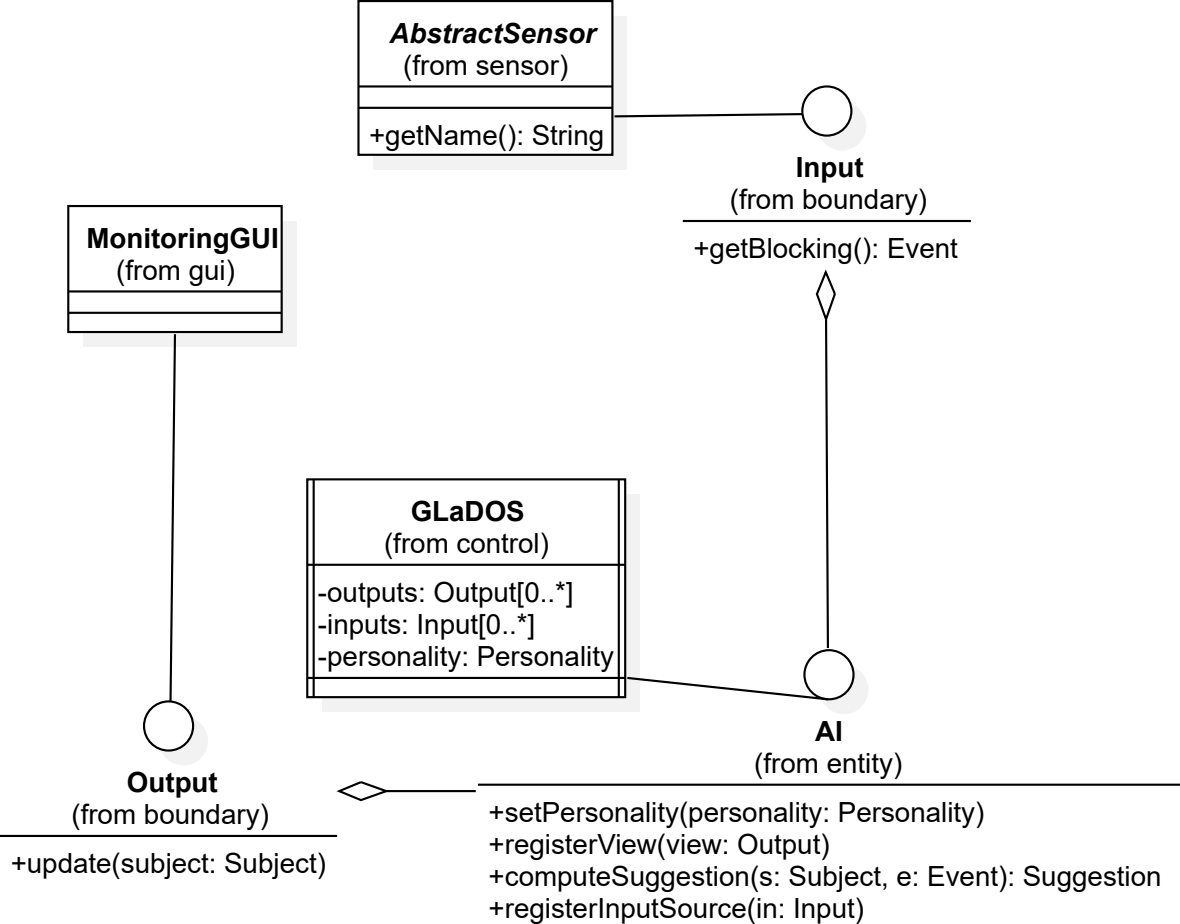 AbstractSensor
(from sensor)
+getName(): String
Input
(from boundary)
+getBlocking(): Event
MonitoringGUI
(from gui)
GLaDOS
(from control)
-outputs: Output[0..*]
-inputs: Input[0..*]
-personality: Personality
Output
(from boundary)
+update(subject: Subject)
AI
(from entity)
+setPersonality(personality: Personality)
+registerView(view: Output)
+computeSuggestion(s: Subject, e: Event): Suggestion
+registerInputSource(in: Input)